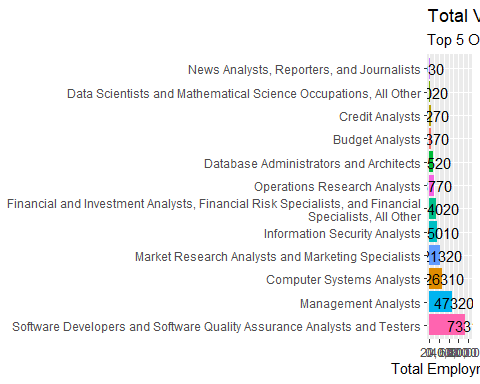 Total V
Top 5 O
News Analysts, Reporters, and Journalists
30
Data Scientists and Mathematical Science Occupations, All Other
020
Credit Analysts
270
Budget Analysts
370
Database Administrators and Architects
520
Operations Research Analysts
770
Financial and Investment Analysts, Financial Risk Specialists, and Financial
Specialists, All Other
4020
Information Security Analysts
5010
Market Research Analysts and Marketing Specialists
21320
Computer Systems Analysts
26310
Management Analysts
47320
Software Developers and Software Quality Assurance Analysts and Testers
733
Total Employm